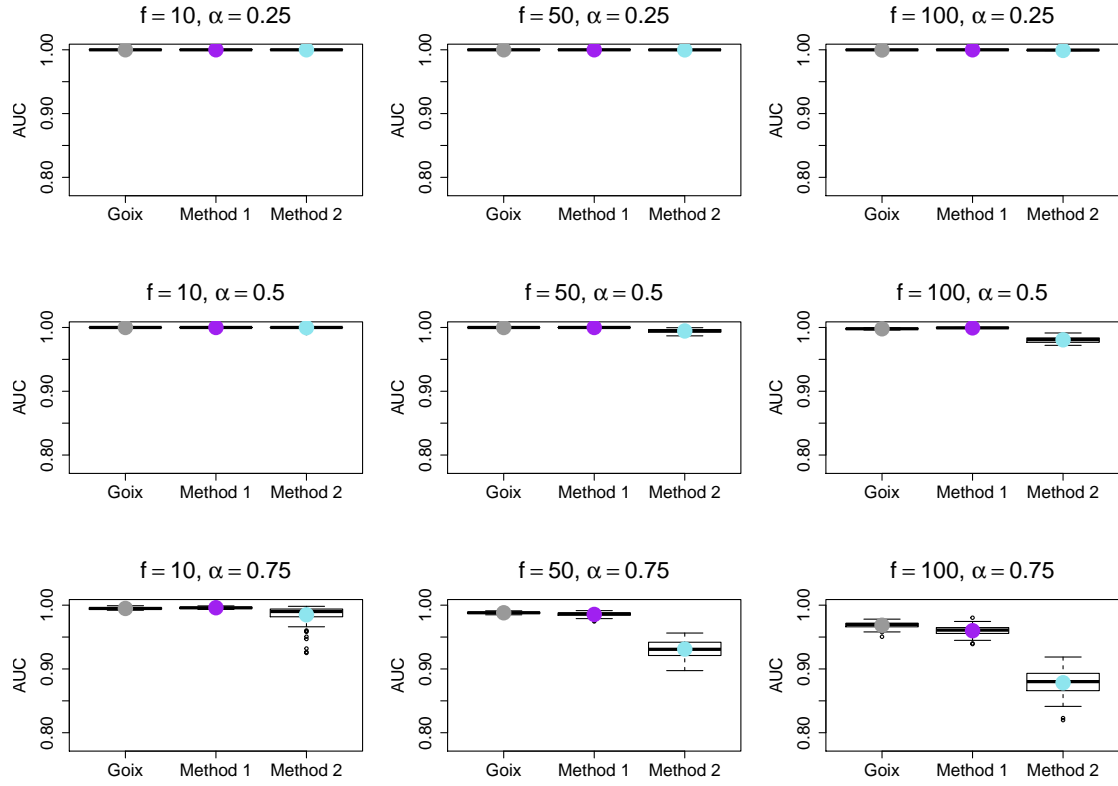 f = 10, α = 0.25
AUC
1.00
0.90
0.80
Goix Method 1 Method 2
f = 50, α = 0.25
AUC
1.00
0.90
0.80
Goix Method 1 Method 2
f = 100, α = 0.25
AUC
1.00
0.90
0.80
Goix Method 1 Method 2
f = 10, α = 0.5
AUC
1.00
0.90
0.80
Goix Method 1 Method 2
f = 50, α = 0.5
AUC
1.00
0.90
0.80
Goix Method 1 Method 2
f = 100, α = 0.5
AUC
1.00
0.90
0.80
Goix Method 1 Method 2
f = 10, α = 0.75
AUC
1.00
0.90
0.80
Goix Method 1 Method 2
f = 50, α = 0.75
AUC
1.00
0.90
0.80
Goix Method 1 Method 2
f = 100, α = 0.75
AUC
1.00
0.90
0.80
Goix Method 1 Method 2